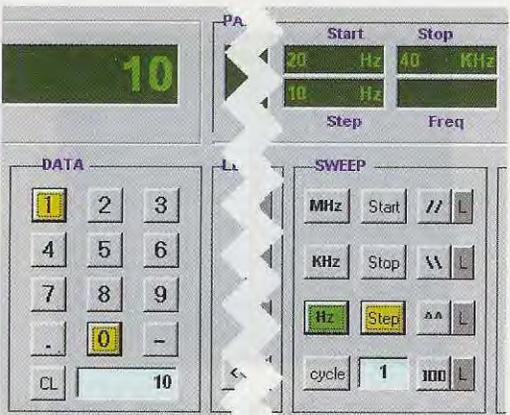 10
PA
Start Stop
20 Hz 40 KHz
10 Hz
Step Freq
DATA
1 2 3
4 5 6
7 8 9
. 0 -
CL 10
SWEEP
MHz Start // L
KHz Stop \\ L
Hz Step ^^ L
cycle 1 L